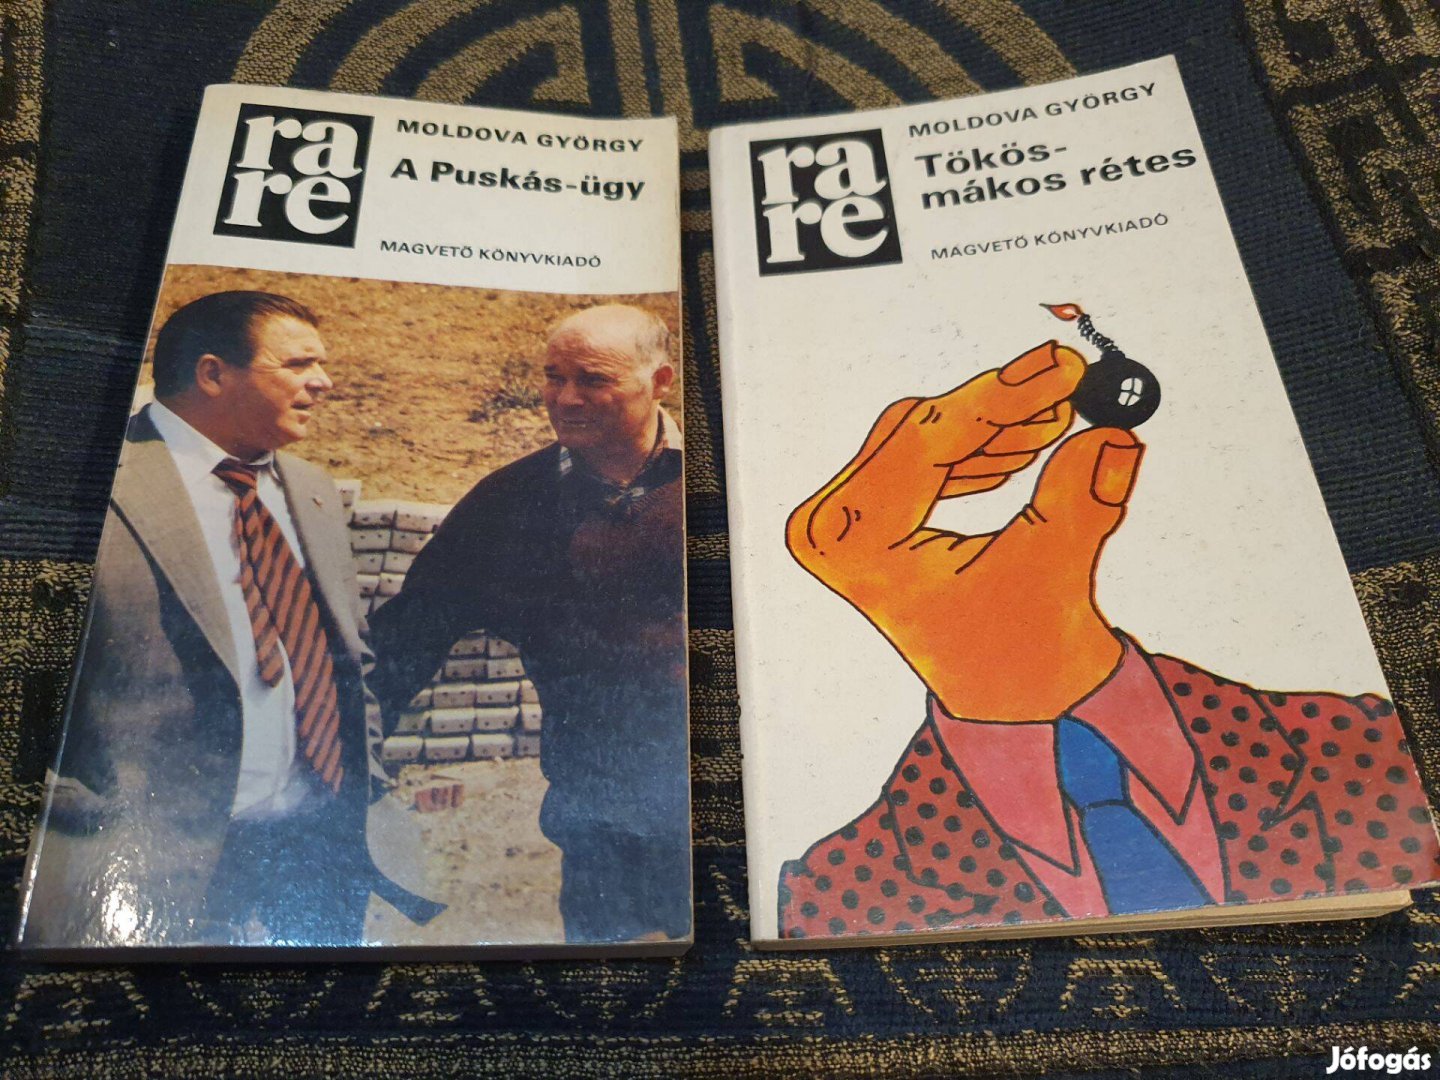 ra
re
MOLDOVA GYÖRGY
A Puskás-ügy
MAGVETŐ KÖNYVKIADÓ
ra
re
MOLDOVA GYÖRGY
Tökös-
mákos rétes
MAGVETŐ KÖNYVKIADÓ
Jófogás